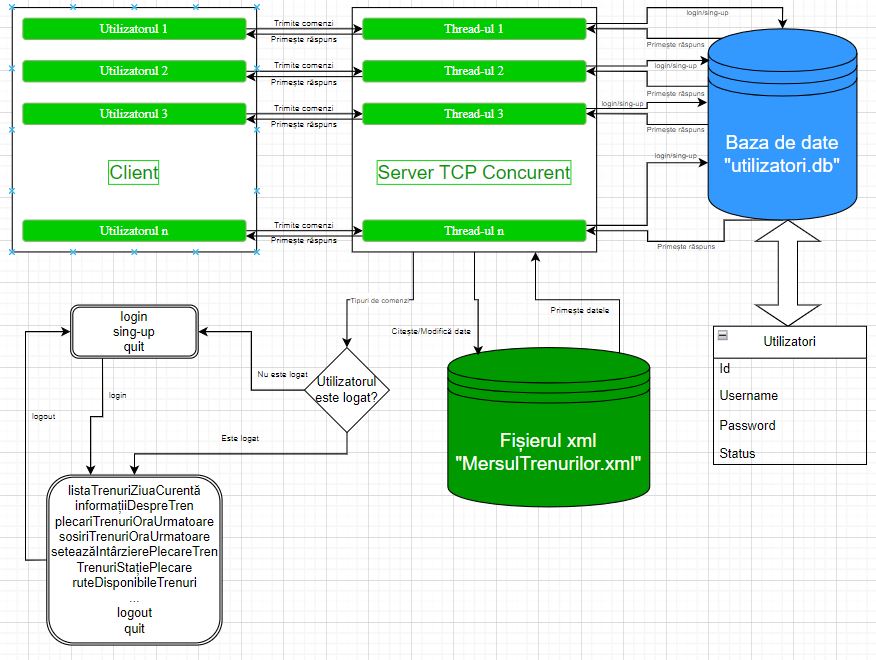 login/sing-up
Utilizatorul 1
Trimite comenzi
Primește răspuns
Thread-ul 1
Primește răspuns
login/sing-up
Utilizatorul 2
Trimite comenzi
Primește răspuns
Thread-ul 2
Primește răspuns
login/sing-up
Utilizatorul 3
Trimite comenzi
Primește răspuns
Thread-ul 3
Primește răspuns
Baza de date
"utilizatori.db"
login/sing-up
Client
Server TCP Concurent
Utilizatorul n
Trimite comenzi
Primește răspuns
Thread-ul n
Primește răspuns
Tipuri de comenzi
Citește/Modifică date
Primește datele
login
sing-up
quit
Nu este logat
Utilizatorul
este logat?
Utilizatori
Id
Username
Password
Status
login
logout
Este logat
Fișierul xml
"MersulTrenurilor.xml"
listaTrenuriZiuaCurentă
informațiiDespreTren
plecariTrenuriOraUrmatoare
sosiriTrenuriOraUrmatoare
seteazăIntârzierePlecareTren
TrenuriStațiePlecare
ruteDisponibileTrenuri
...
logout
quit